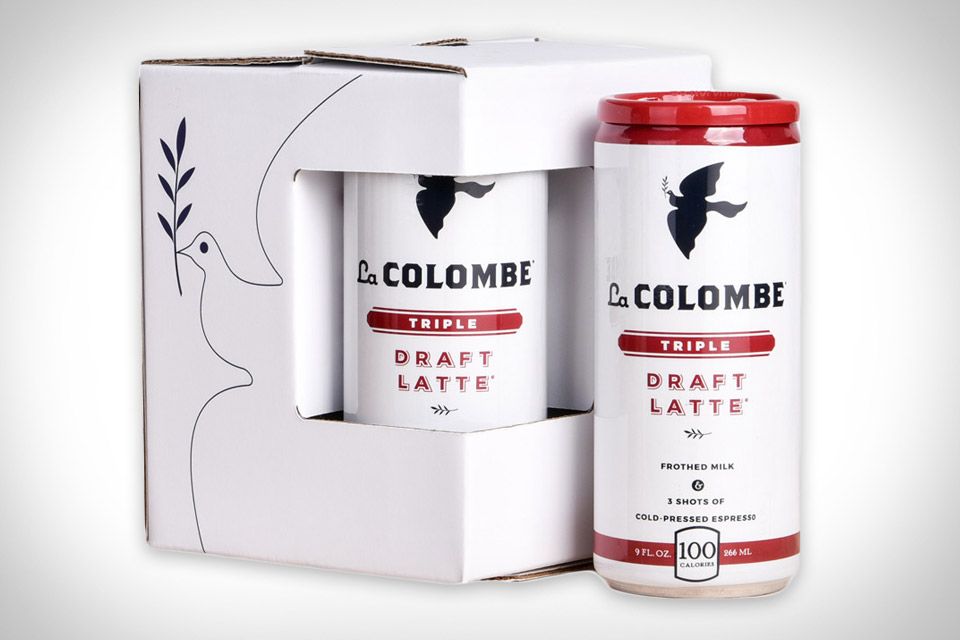 La COLOMBE®
TRIPLE
DRAFT
LATTE®
La COLOMBE®
TRIPLE
DRAFT
LATTE®
FROTHED MILK
&
3 SHOTS OF
COLD-PRESSED ESPRESSO
9 FL. OZ. 100 266 ML
CALORIES